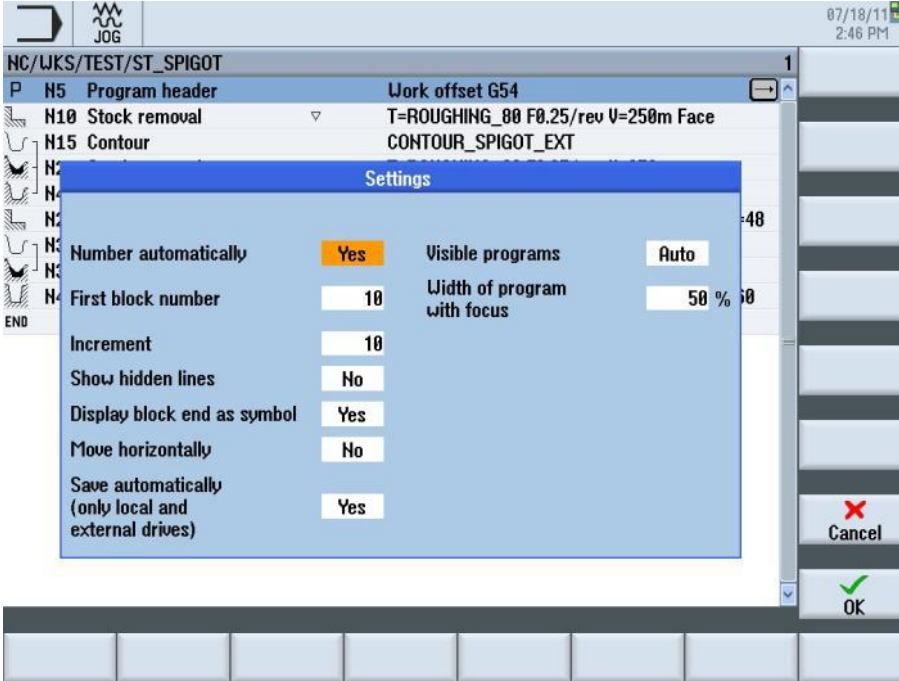 JOG
07/18/11
2:46 PM
NC/WKS/TEST/ST_SPIGOT 1
P N5 Program header Work offset G54
N10 Stock removal ▽ T=ROUGHING_80 F0.25/rev V=250m Face
N15 Contour CONTOUR_SPIGOT_EXT
Settings
=48
END
Number automatically Yes Visible programs Auto
First block number 10 Width of program with focus 50 %
Increment 10
Show hidden lines No
Display block end as symbol Yes
Move horizontally No
Save automatically
(only local and Yes
external drives)
Cancel
OK